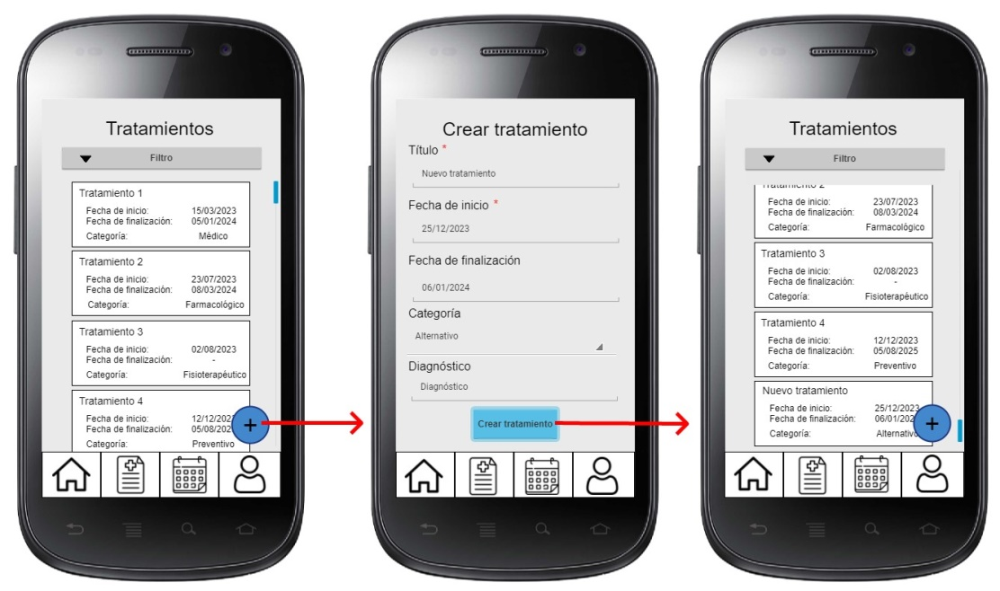 Tratamientos
Filtro
Tratamiento 1
Fecha de inicio: 15/03/2023
Fecha de finalización: 05/01/2024
Categoría: Médico
Tratamiento 2
Fecha de inicio: 23/07/2023
Fecha de finalización: 08/03/2024
Categoría: Farmacológico
Tratamiento 3
Fecha de inicio: 02/08/2023
Fecha de finalización: -
Categoría: Fisioterapéutico
Tratamiento 4
Fecha de inicio: 12/12/202
Fecha de finalización: 05/08/202
Categoría: Preventivo
+
Crear tratamiento
Título *
Nuevo tratamiento
Fecha de inicio *
25/12/2023
Fecha de finalización
06/01/2024
Categoría
Alternativo
Diagnóstico
Diagnóstico
Crear tratamiento
Tratamientos
Filtro
Tratamiento 2
Fecha de inicio: 23/07/2023
Fecha de finalización: 08/03/2024
Categoría: Farmacológico
Tratamiento 3
Fecha de inicio: 02/08/2023
Fecha de finalización: -
Categoría: Fisioterapéutico
Tratamiento 4
Fecha de inicio: 12/12/2023
Fecha de finalización: 05/08/2025
Categoría: Preventivo
Nuevo tratamiento
Fecha de inicio: 25/12/2023
Fecha de finalización: 06/01/202
Categoría: Alternativo
+